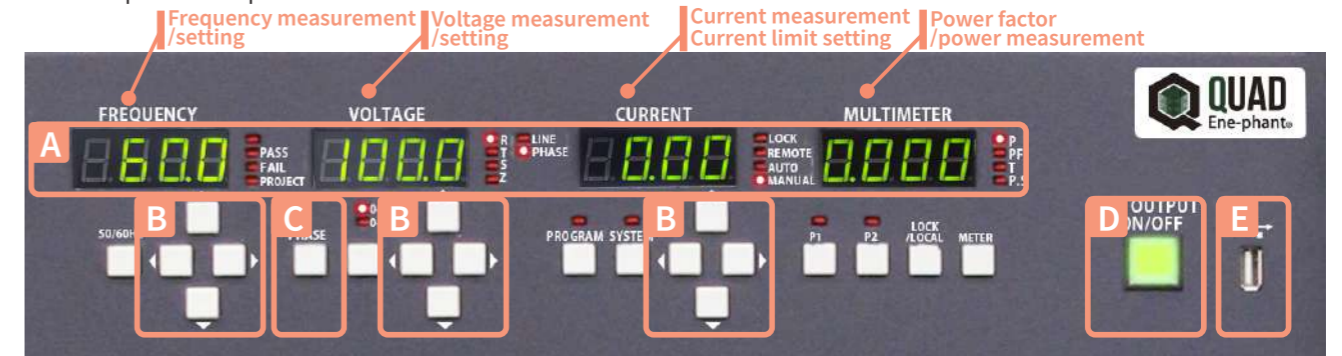 Frequency measurement
/setting
Voltage measurement
/setting
Current measurement
Current limit setting
Power factor
/power measurement
QUAD
Ene-phant
FREQUENCY
VOLTAGE
CURRENT
MULTIMETER
A
60.0
PASS
FAIL
PROJECT
100.0
R
T
S
Z
LINE
PHASE
0.00
LOCK
REMOTE
AUTO
MANUAL
0.000
P
PF
T
B
C
B
B
D
E
50/60H
PROGRAM
SYSTEM
P1
P2
LOCK
/LOCAL
METER
OUTPUT
ON/OFF